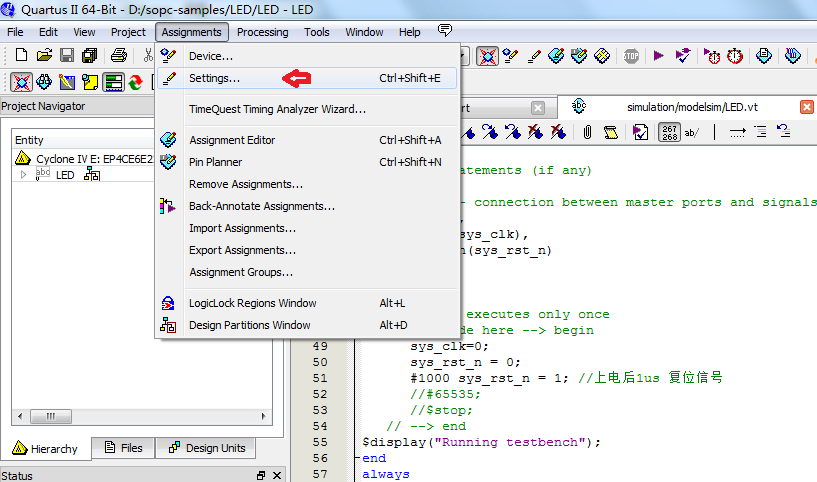 Quartus II 64-Bit - D:/sopc-samples/LED/LED - LED
File Edit View Project Assignments Processing Tools Window Help
Device...
Settings... Ctrl+Shift+E
TimeQuest Timing Analyzer Wizard...
Assignment Editor Ctrl+Shift+A
Pin Planner Ctrl+Shift+N
Remove Assignments...
Back-Annotate Assignments...
Import Assignments...
Export Assignments...
Assignment Groups...
LogicLock Regions Window Alt+L
Design Partitions Window Alt+D
Project Navigator
Entity
Cyclone IV E: EP4CE6E2
abc LED
Hierarchy Files Design Units
Status
rt
simulation/modelsim/LED.vt
267
268 ab/
atements (if any)
- connection between master ports and signals
,
sys_clk),
n(sys_rst_n)
executes only once
de here --> begin
49 sys_clk=0;
50 sys_rst_n = 0;
51 #1000 sys_rst_n = 1; //上电后1us 复位信号
52 //#65535;
53 //$stop;
54 // --> end
55 $display("Running testbench");
56 end
57 always